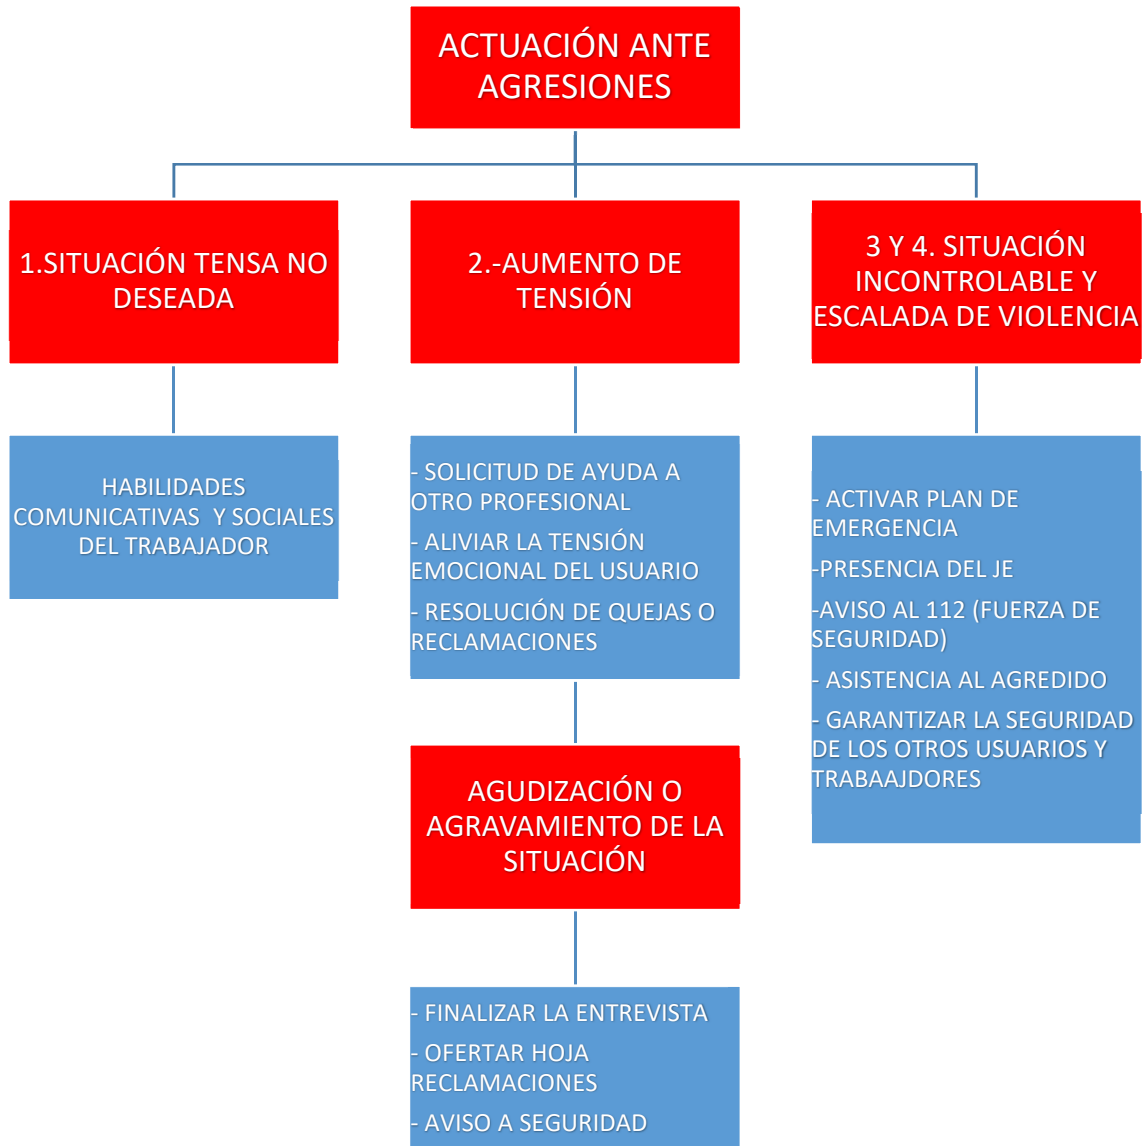 ACTUACIÓN ANTE
AGRESIONES
1.SITUACIÓN TENSA NO
DESEADA
2.-AUMENTO DE
TENSIÓN
3 Y 4. SITUACIÓN
INCONTROLABLE Y
ESCALADA DE VIOLENCIA
HABILIDADES
COMUNICATIVAS Y SOCIALES
DEL TRABAJADOR
- SOLICITUD DE AYUDA A
OTRO PROFESIONAL
- ALIVIAR LA TENSIÓN
EMOCIONAL DEL USUARIO
- RESOLUCIÓN DE QUEJAS O
RECLAMACIONES
- ACTIVAR PLAN DE
EMERGENCIA
-PRESENCIA DEL JE
-AVISO AL 112 (FUERZA DE
SEGURIDAD)
- ASISTENCIA AL AGREDIDO
- GARANTIZAR LA SEGURIDAD
DE LOS OTROS USUARIOS Y
TRABAAJDORES
AGUDIZACIÓN O
AGRAVAMIENTO DE LA
SITUACIÓN
- FINALIZAR LA ENTREVISTA
- OFERTAR HOJA
RECLAMACIONES
- AVISO A SEGURIDAD